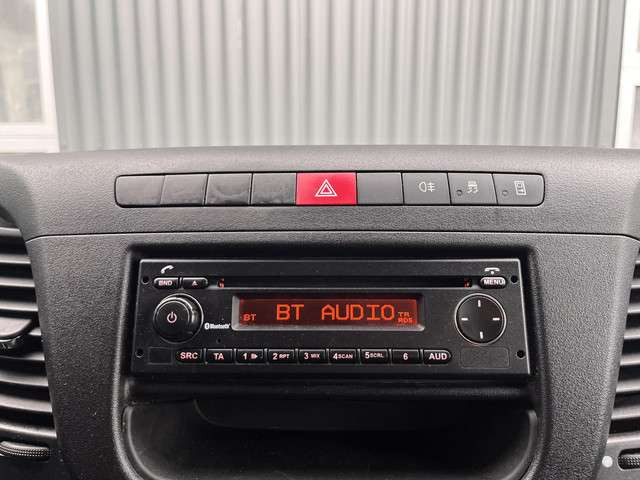 BND
MENU
BT BT AUDIO TR
RDS
Bluetooth
SRC TA 1 2 RPT 3 MIX 4 SCAN 5 SCRL 6 AUD